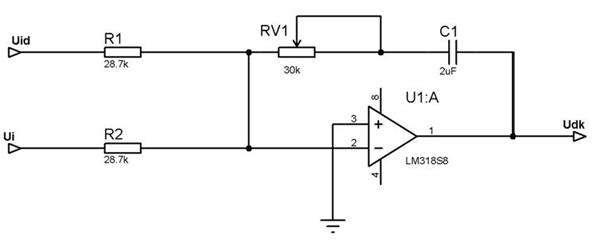 Uid
R1
28.7k
RV1
30k
C1
2uF
Ui
R2
28.7k
U1:A
8
3
+
2
−
1
4
LM318S8
Udk